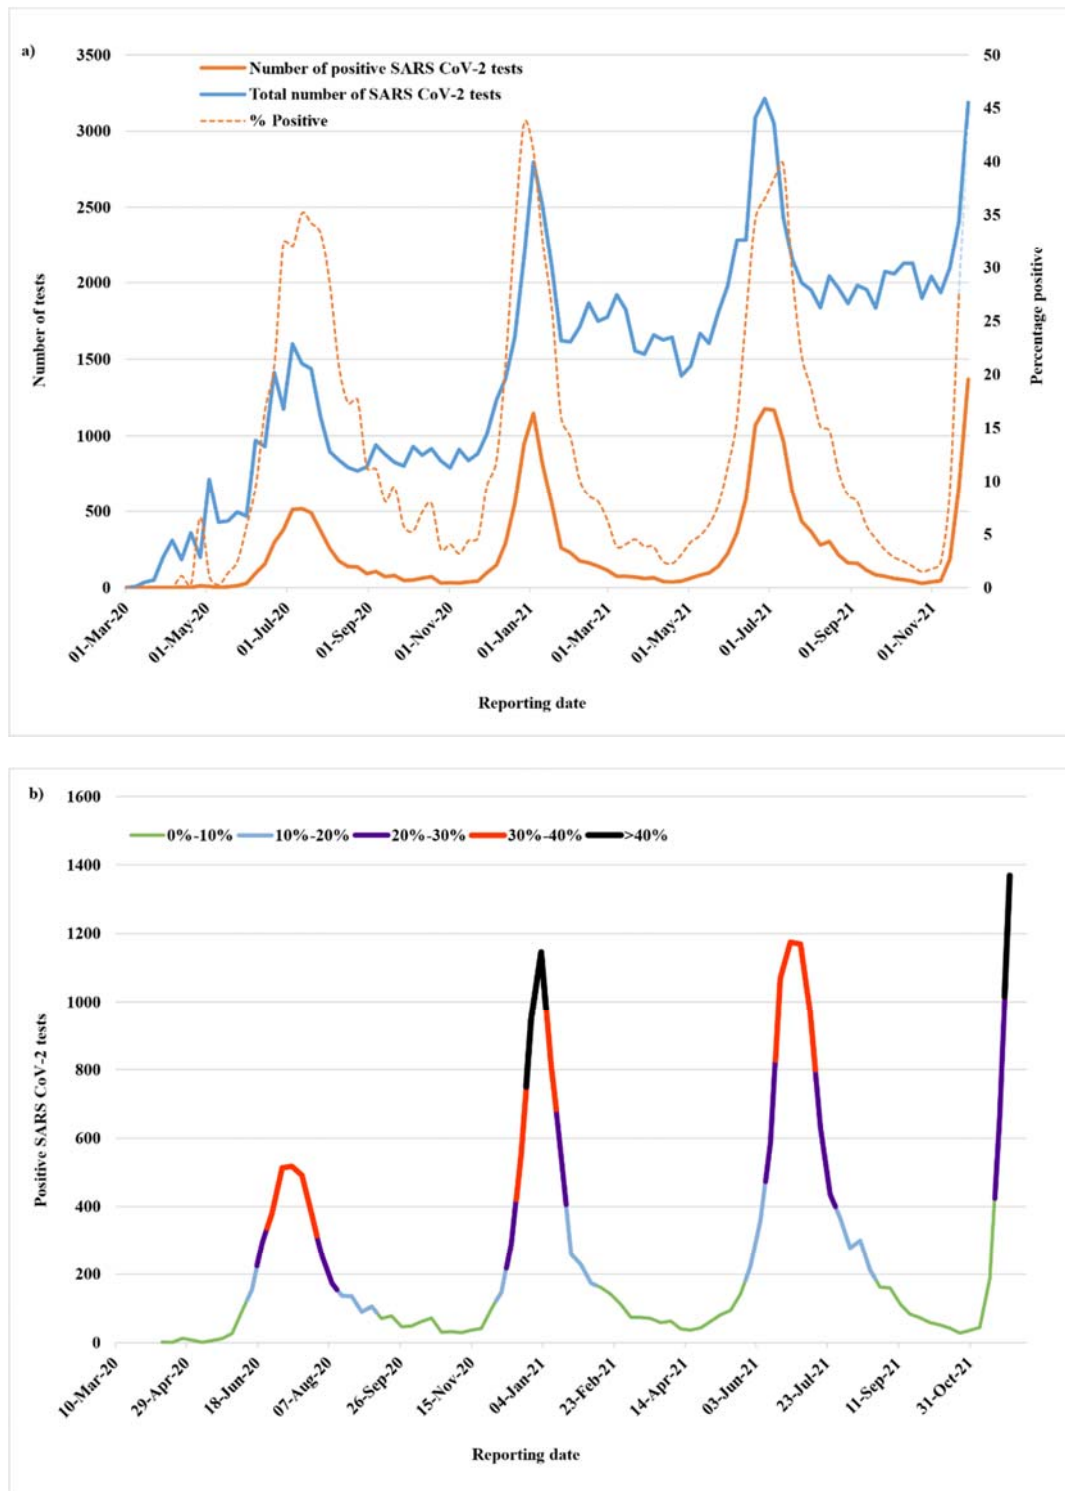 a)
Number of positive SARS CoV-2 tests
Total number of SARS CoV-2 tests
% Positive
3500
3000
2500
2000
1500
1000
500
0
50
45
40
35
30
25
20
15
10
5
0
Number of tests
Percentage positive
01-Mar-20
01-May-20
01-Jul-20
01-Sep-20
01-Nov-20
01-Jan-21
01-Mar-21
01-May-21
01-Jul-21
01-Sep-21
01-Nov-21
Reporting date
b)
0%-10%
10%-20%
20%-30%
30%-40%
>40%
1600
1400
1200
1000
800
600
400
200
0
Positive SARS CoV-2 tests
10-Mar-20
29-Apr-20
18-Jun-20
07-Aug-20
26-Sep-20
15-Nov-20
04-Jan-21
23-Feb-21
14-Apr-21
03-Jun-21
23-Jul-21
11-Sep-21
31-Oct-21
Reporting date